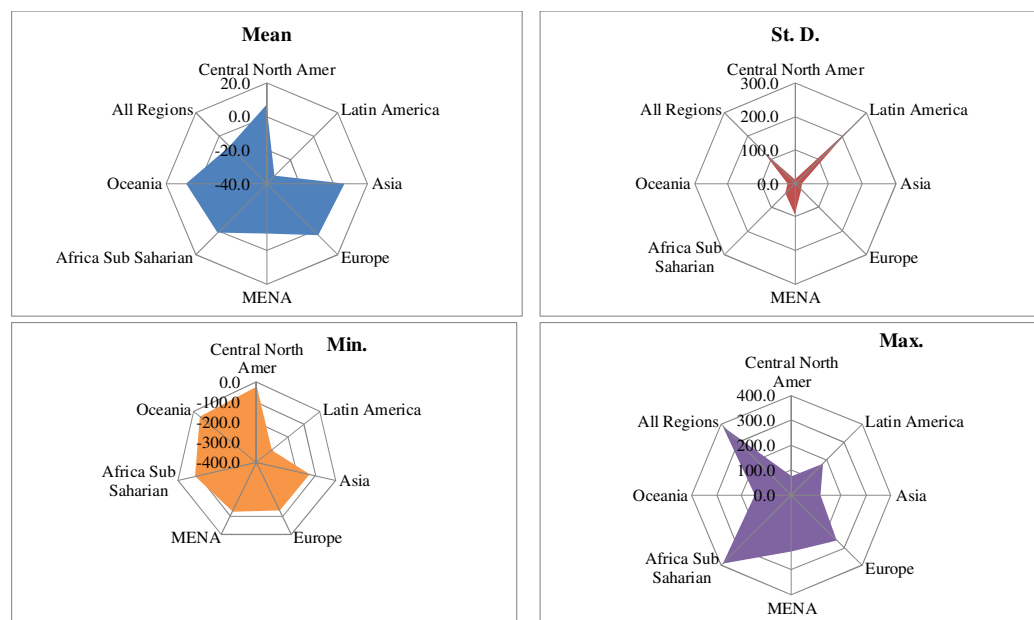 Mean
Central North Amer
20.0
All Regions
Latin America
0.0
-20.0
Oceania
-40.0
Asia
Africa Sub Saharian
Europe
MENA
St. D.
Central North Amer
300.0
All Regions
Latin America
200.0
100.0
Oceania
0.0
Asia
Africa Sub
Saharian
Europe
MENA
Min.
Central North
Amer
0.0
Oceania
-100.0
Latin America
-200.0
-300.0
Africa Sub
Saharian
-400.0
Asia
MENA
Europe
Max.
Central North
Amer
400.0
All Regions
300.0
Latin America
200.0
100.0
Oceania
0.0
Asia
Africa Sub
Saharian
Europe
MENA